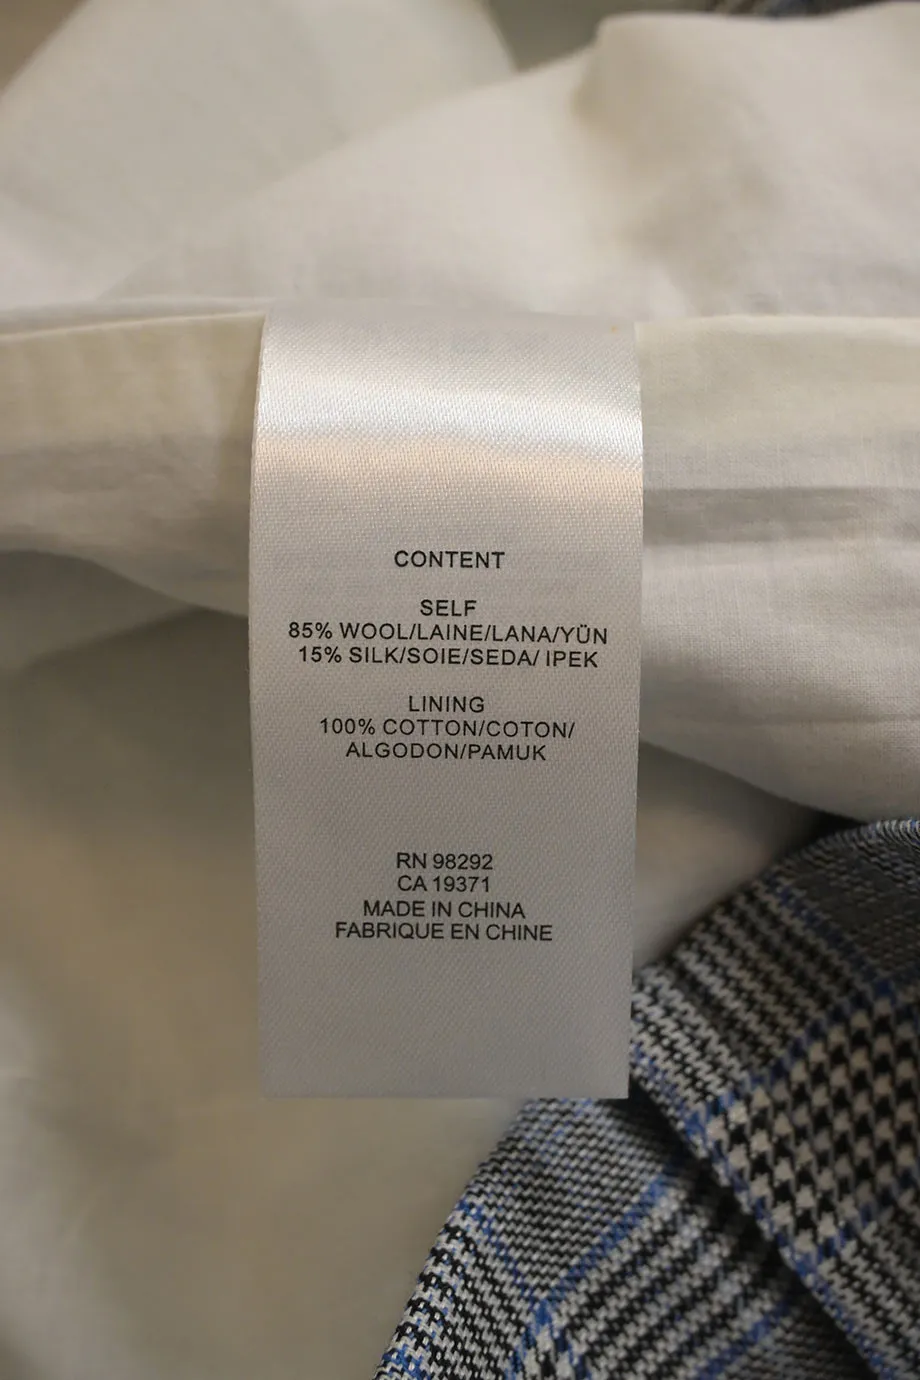 CONTENT
SELF
85% WOOL/LAINE/LANA/YÜN
15% SILK/SOIE/SEDA/ IPEK
LINING
100% COTTON/COTON/
ALGODON/PAMUK
RN 98292
CA 19371
MADE IN CHINA
FABRIQUE EN CHINE